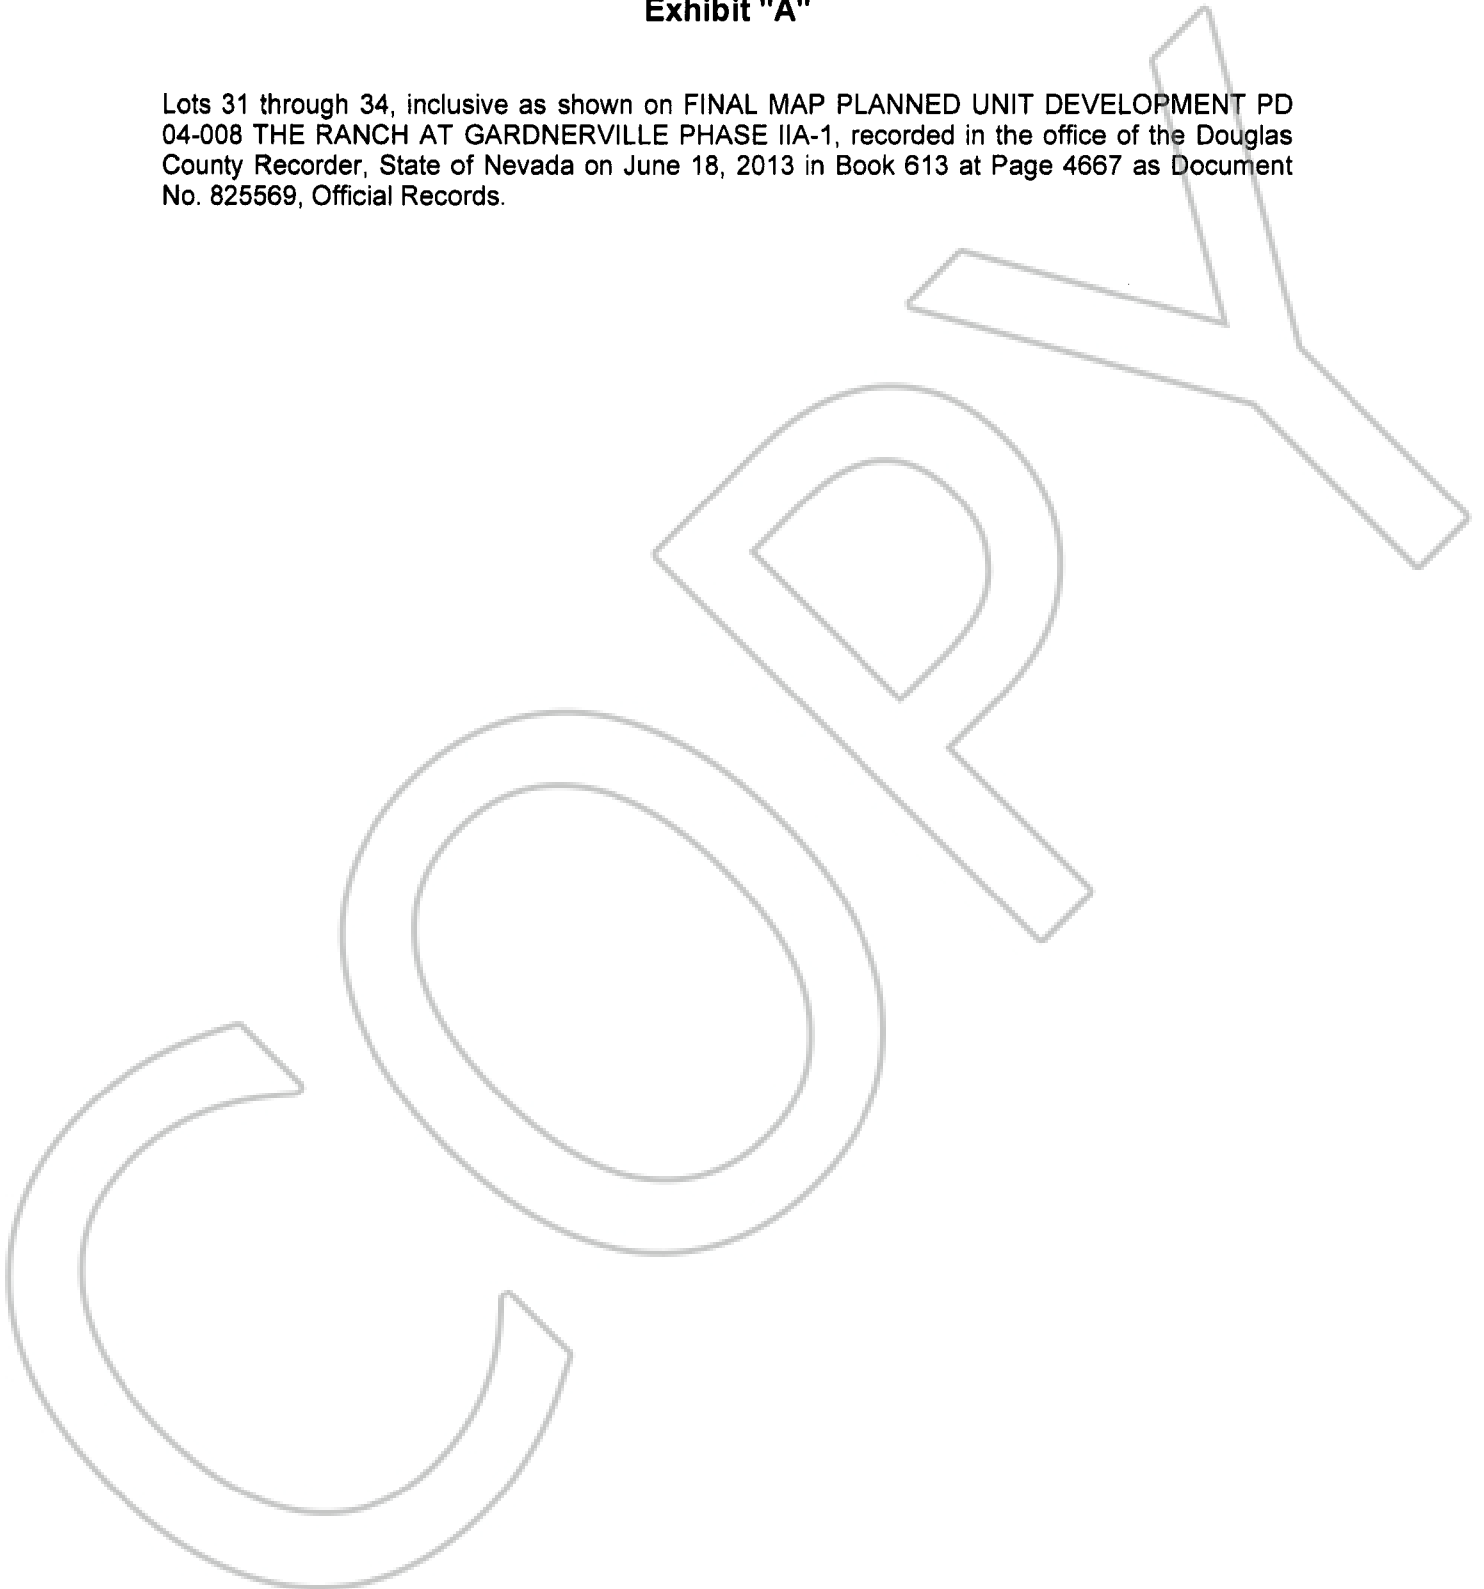 Exhibit "A"
Lots 31 through 34, inclusive as shown on FINAL MAP PLANNED UNIT DEVELOPMENT PD
04-008 THE RANCH AT GARDNERVILLE PHASE IIA-1, recorded in the office of the Douglas
County Recorder, State of Nevada on June 18, 2013 in Book 613 at Page 4667 as Document
No. 825569, Official Records.
COPY